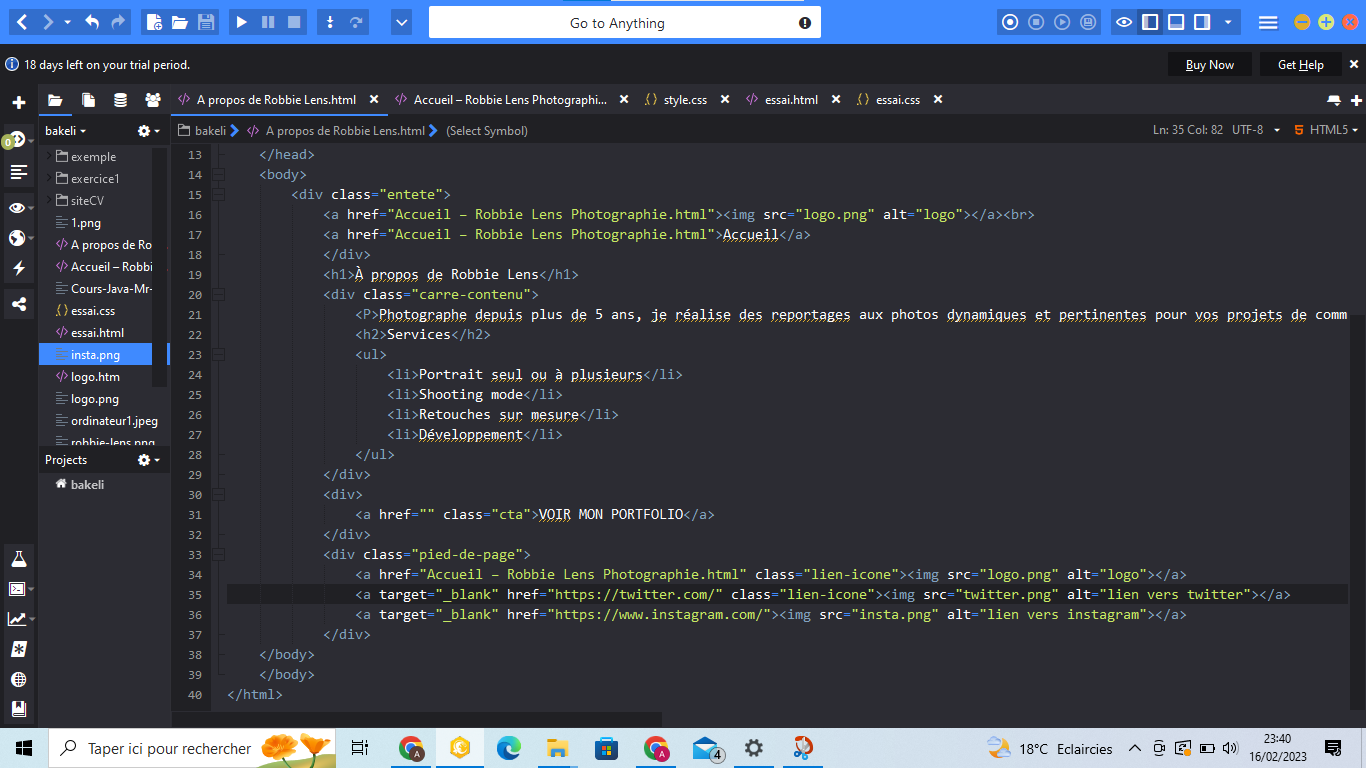 Go to Anything
18 days left on your trial period.
Buy Now
Get Help
A propos de Robbie Lens.html
Accueil – Robbie Lens Photographi...
style.css
essai.html
essai.css
bakeli
0
exemple
exercice1
siteCV
1.png
A propos de Ro
Accueil – Robbi
Cours-Java-Mr-
essai.css
essai.html
insta.png
logo.htm
logo.png
ordinateur1.jpeg
robbie-lens.png
Projects
bakeli
bakeli A propos de Robbie Lens.html (Select Symbol)
Ln: 35 Col: 82 UTF-8 HTML5
13 </head>
14 <body>
15 <div class="entete">
16 <a href="Accueil – Robbie Lens Photographie.html"><img src="logo.png" alt="logo"></a><br>
17 <a href="Accueil – Robbie Lens Photographie.html">Accueil</a>
18 </div>
19 <h1>À propos de Robbie Lens</h1>
20 <div class="carre-contenu">
21 <P>Photographe depuis plus de 5 ans, je réalise des reportages aux photos dynamiques et pertinentes pour vos projets de comm
22 <h2>Services</h2>
23 <ul>
24 <li>Portrait seul ou à plusieurs</li>
25 <li>Shooting mode</li>
26 <li>Retouches sur mesure</li>
27 <li>Développement</li>
28 </ul>
29 </div>
30 <div>
31 <a href="" class="cta">VOIR MON PORTFOLIO</a>
32 </div>
33 <div class="pied-de-page">
34 <a href="Accueil – Robbie Lens Photographie.html" class="lien-icone"><img src="logo.png" alt="logo"></a>
35 <a target="_blank" href="https://twitter.com/" class="lien-icone"><img src="twitter.png" alt="lien vers twitter"></a>
36 <a target="_blank" href="https://www.instagram.com/"><img src="insta.png" alt="lien vers instagram"></a>
37 </div>
38 </body>
39 </body>
40 </html>
Taper ici pour rechercher
A
A
4
18°C Eclaircies
23:40
16/02/2023